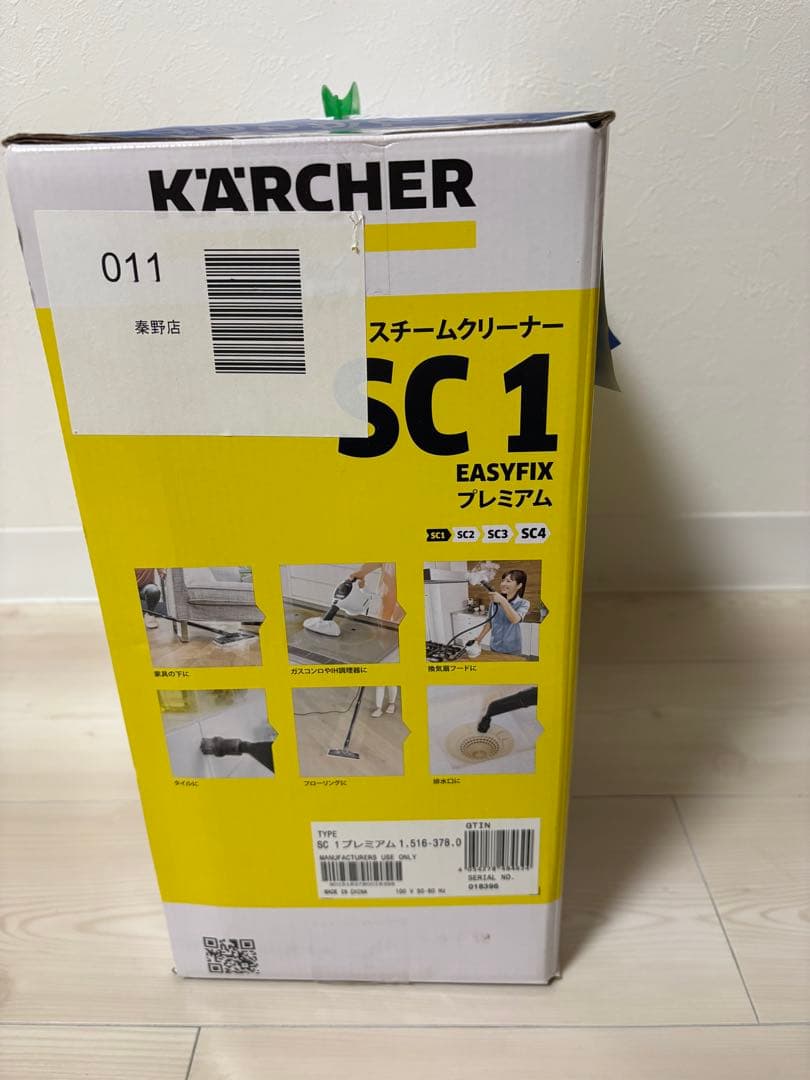 KÄRCHER
011
秦野店
スチームクリーナー
SC 1
EASYFIX
プレミアム
SC1 SC2 SC3 SC4
家具の下に
ガスコンロやIH調理器に
換気扇フードに
タイルに
フローリングに
排水口に
TYPE
SC 1プレミアム 1.516-378.0
GTIN
MANUFACTURERS USE ONLY
SERIAL NO.
018396
MADE IN CHINA
100 V 50-60 Hz